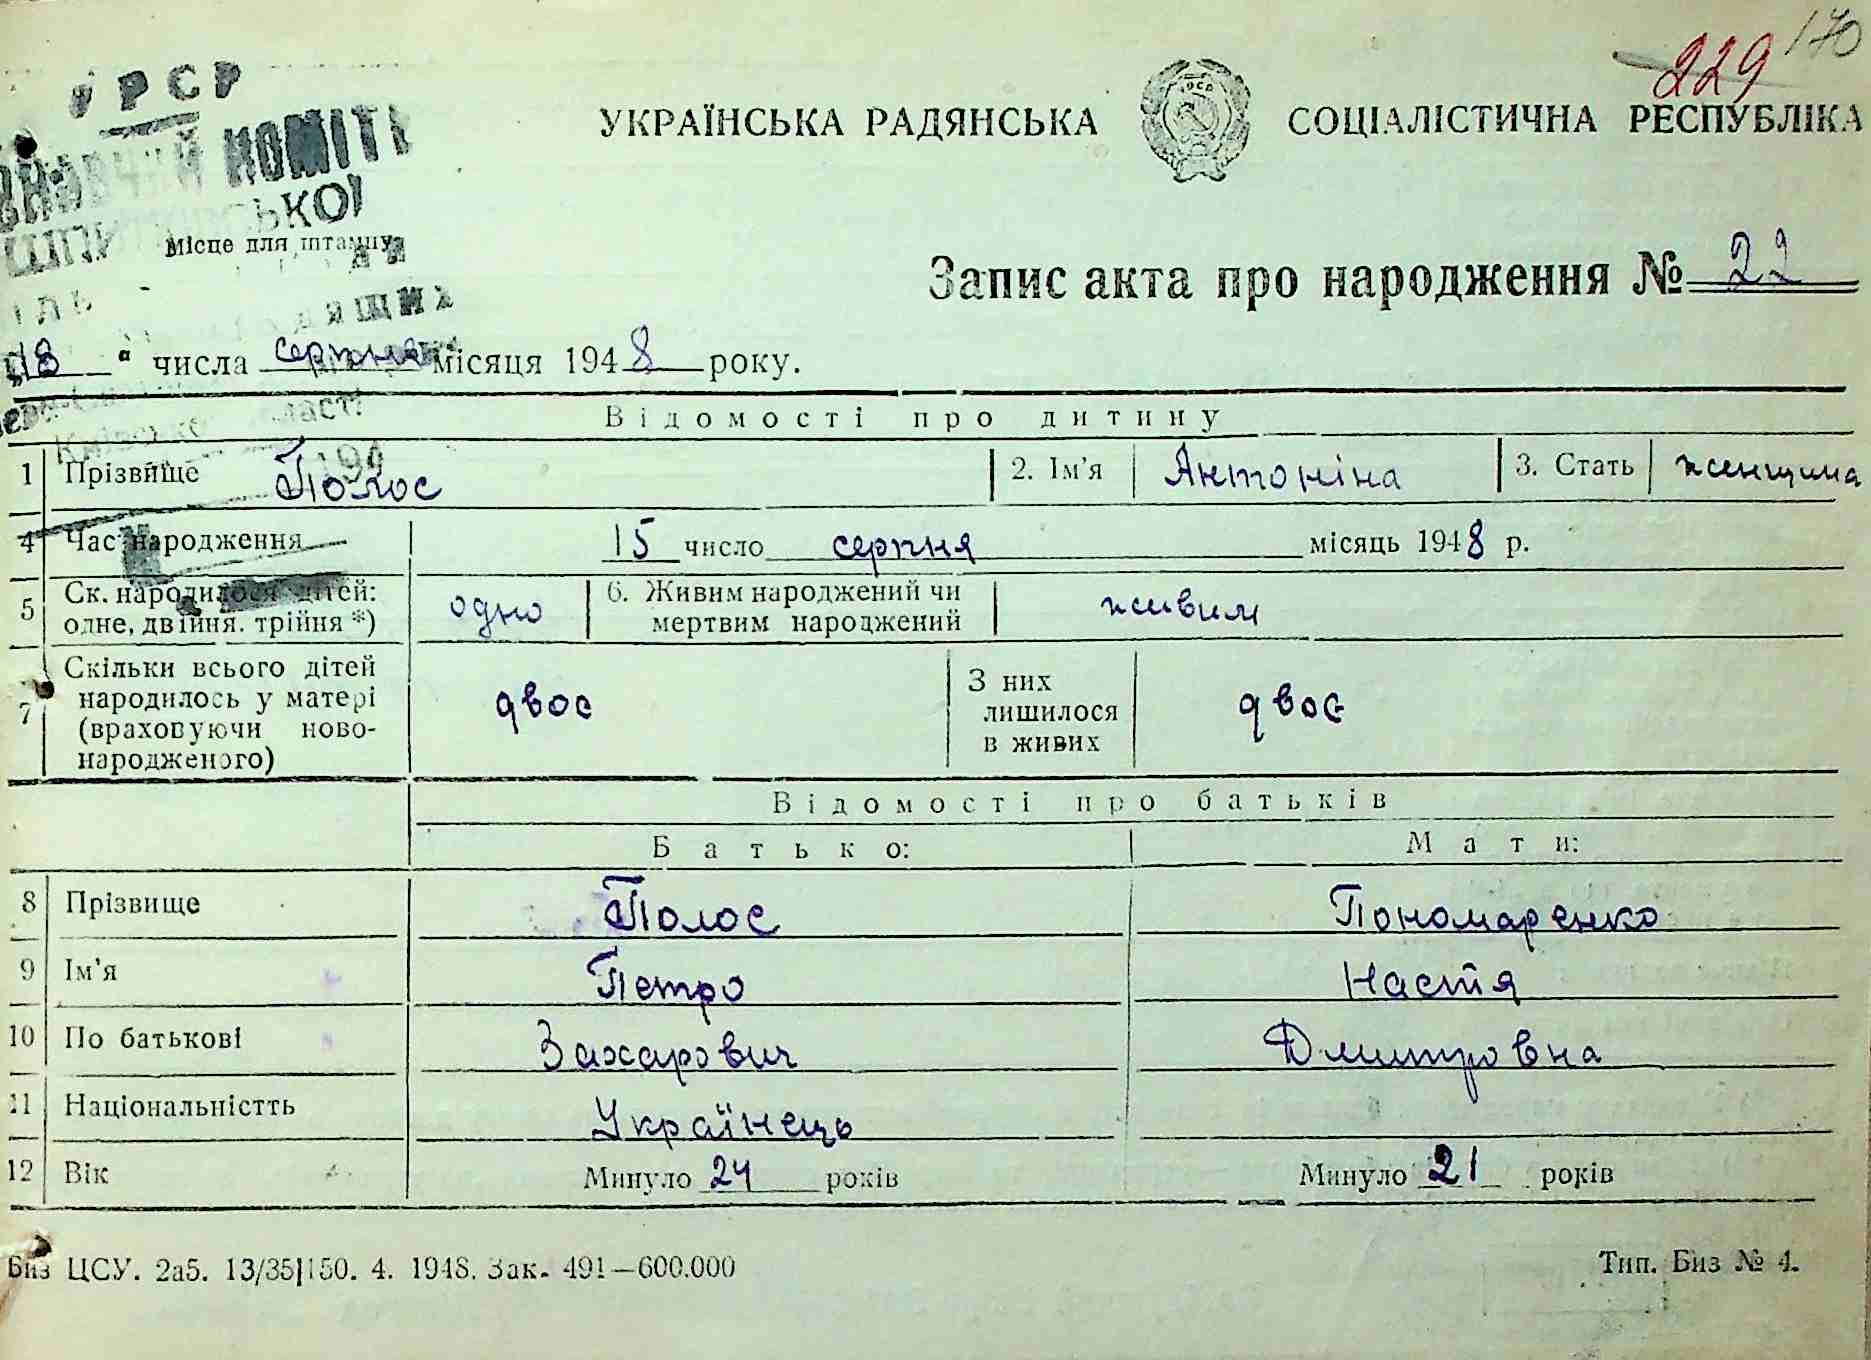 229 170
УРСР
КОМІТЕ
СЬКОЇ
Місце для штампу
УКРАЇНСЬКА РАДЯНСЬКА СОЦІАЛІСТИЧНА РЕСПУБЛІКА
Запис акта про народження № 22
„18“ числа серпня місяця 1948 року.
Відомості про дитину
1 Прізвище Полос 2. Ім'я Антоніна 3. Стать женщина
4 Час народження 15 число серпня місяць 1948 р.
5 Ск. народилося дітей: одно 6. Живим народжений чи живим
одне, двійня. трійня *) мертвим народжений
7 Скільки всього дітей двоє З них двоє
народилось у матері лишилося
(враховуючи ново- в живих
народженого)
Відомості про батьків
Батько: Мати:
8 Прізвище Полос Пономаренко
9 Ім'я Петро Настя
10 По батькові Захарович Дмитровна
11 Національністть Українець
12 Вік Минуло 24 років Минуло 21 років
Биз ЦСУ. 2а5. 13/35|150. 4. 1948. Зак. 491—600.000 Тип. Биз № 4.